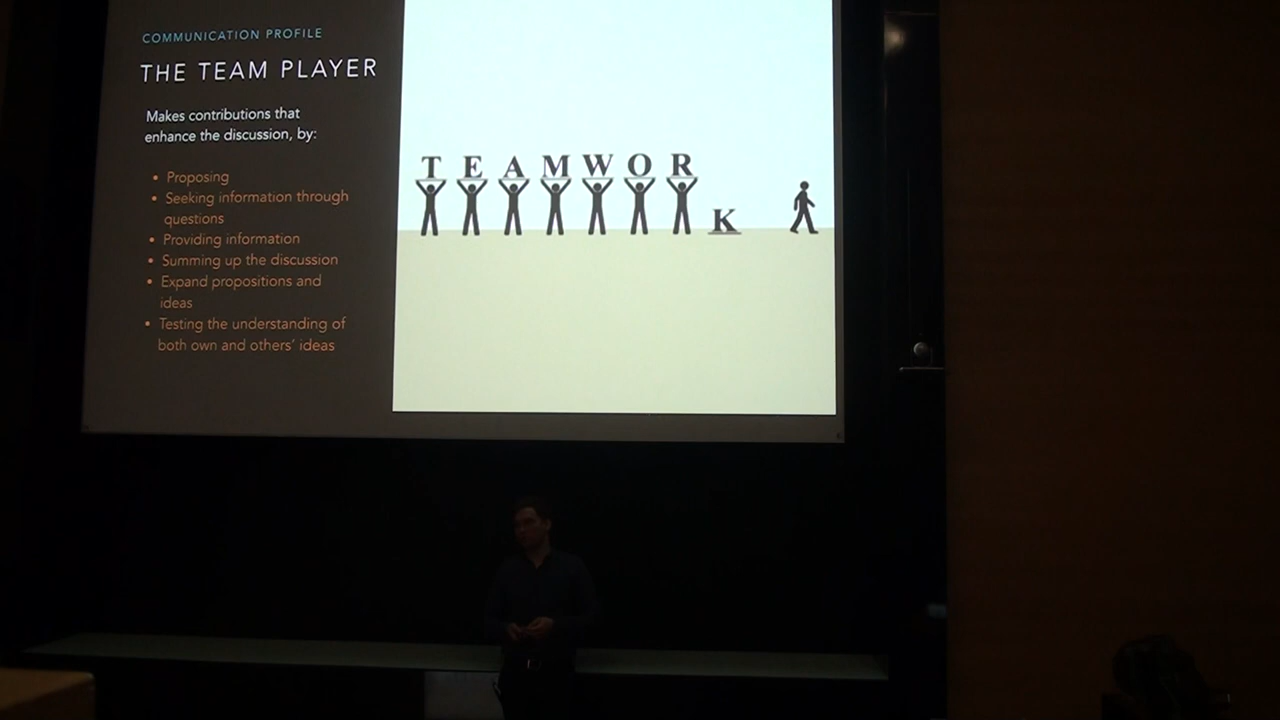 COMMUNICATION PROFILE
THE TEAM PLAYER
Makes contributions that
enhance the discussion, by:
• Proposing
• Seeking information through
questions
• Providing information
• Summing up the discussion
• Expand propositions and
ideas
• Testing the understanding of
both own and others' ideas
TEAMWOR
K